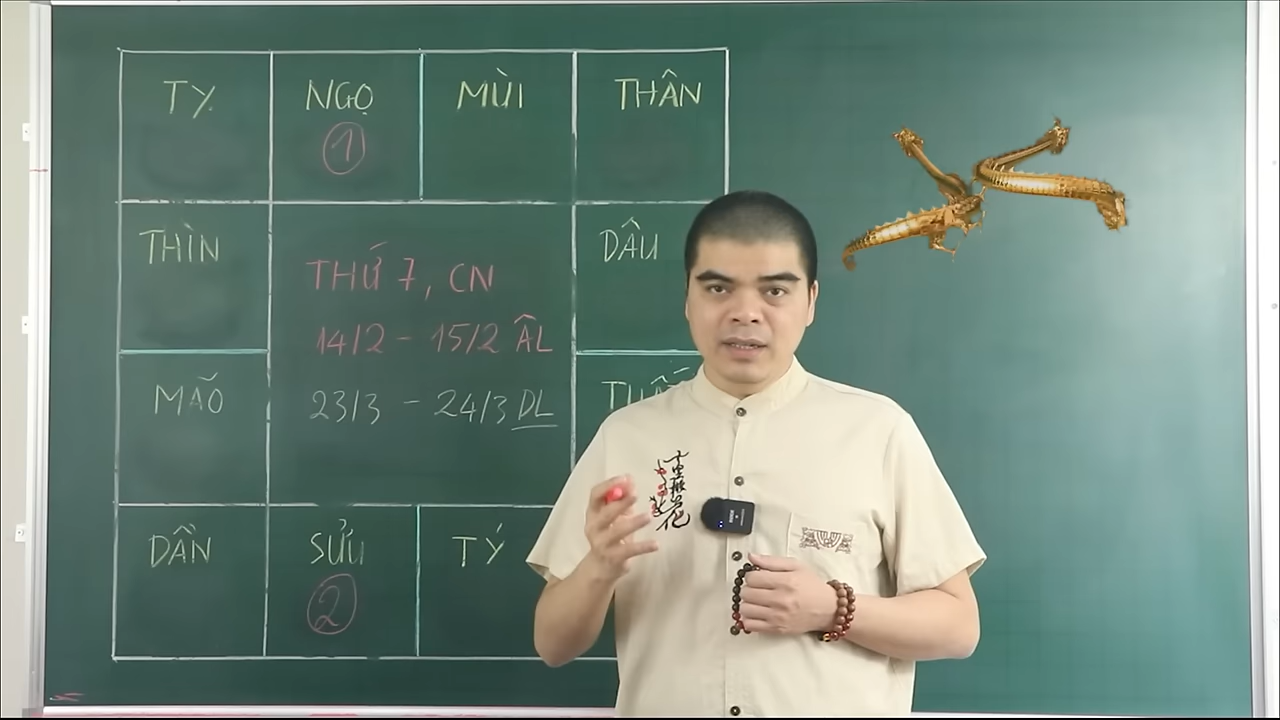 TỴ NGỌ MÙI THÂN
①
THÌN DẬU
THỨ 7, CN
14/2 - 15/2 ÂL
MÃO
23/3 - 24/3 DL
DẦN SỬU TÝ
②